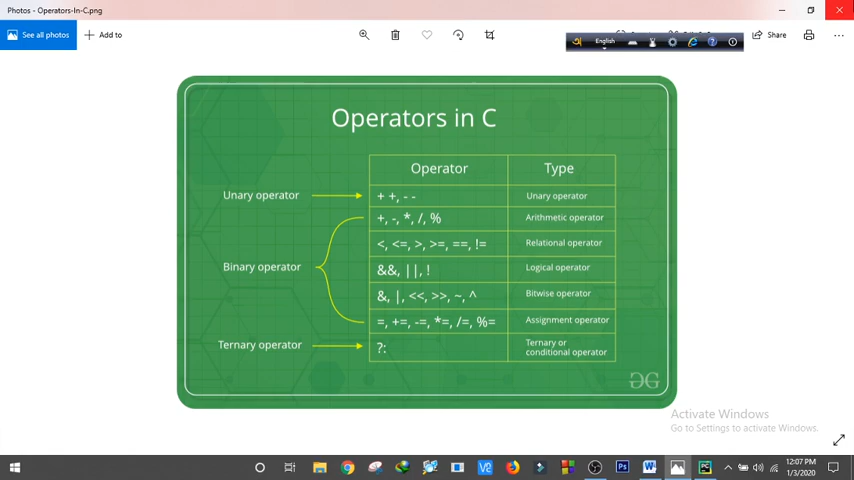 Photos - Operators-In-C.png
See all photos
Add to
English
Share
Operators in C
Operator Type
Unary operator + +, - - Unary operator
+, -, *, /, % Arithmetic operator
<, <=, >, >=, ==, != Relational operator
Binary operator &&, ||, ! Logical operator
&, |, <<, >>, ~, ^ Bitwise operator
=, +=, -=, *=, /=, %= Assignment operator
Ternary operator ?: Ternary or
conditional operator
Activate Windows
Go to Settings to activate Windows.
12:07 PM
1/3/2020